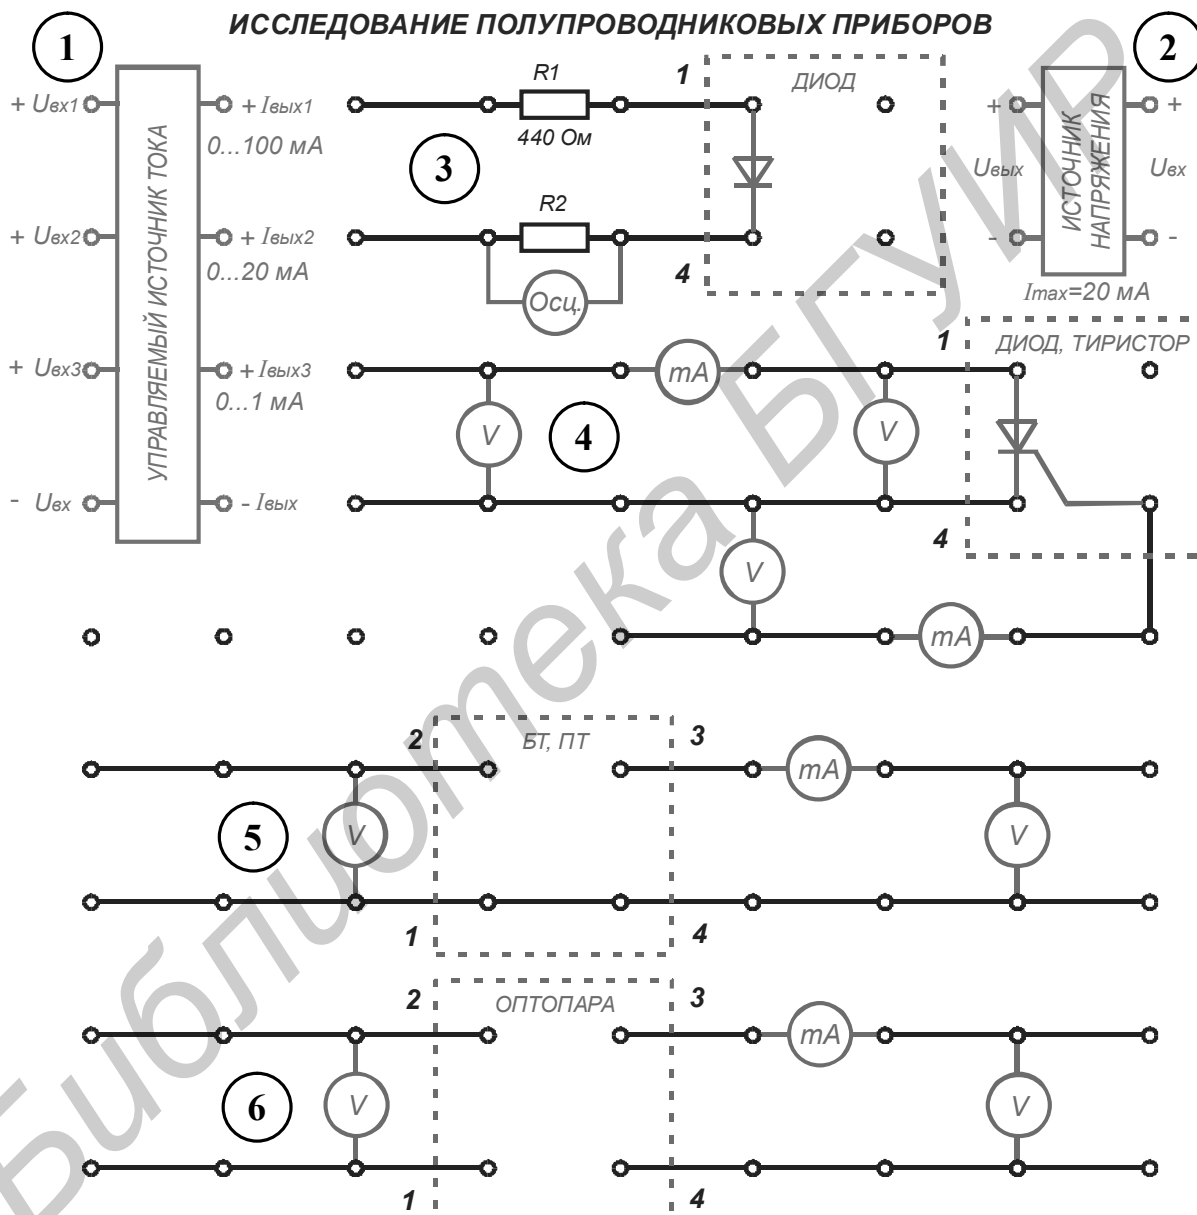 ИССЛЕДОВАНИЕ ПОЛУПРОВОДНИКОВЫХ ПРИБОРОВ
1
2
+ Uвх1
+ Uвх2
+ Uвх3
- Uвх
УПРАВЛЯЕМЫЙ ИСТОЧНИК ТОКА
+ Iвых1
0...100 мА
+ Iвых2
0...20 мА
+ Iвых3
0...1 мА
- Iвых
R1
440 Ом
3
R2
Осц.
1
ДИОД
4
+
Uвых
-
ИСТОЧНИК НАПРЯЖЕНИЯ
+
Uвх
-
Imax=20 мА
1
ДИОД, ТИРИСТОР
mA
V
4
V
4
V
mA
2
БТ, ПТ
3
mA
5
V
V
1
4
2
ОПТОПАРА
3
mA
6
V
V
1
4
Библиотека БГУИР